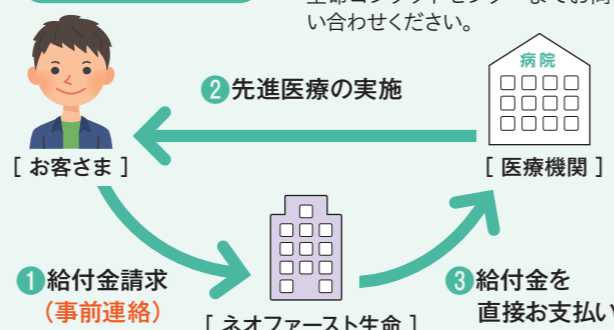 い合わせください。
病院
❷先進医療の実施
[ お客さま ]
[ 医療機関 ]
❶給付金請求
(事前連絡)
❸給付金を
直接お支払い
[ ネオファースト生命 ]